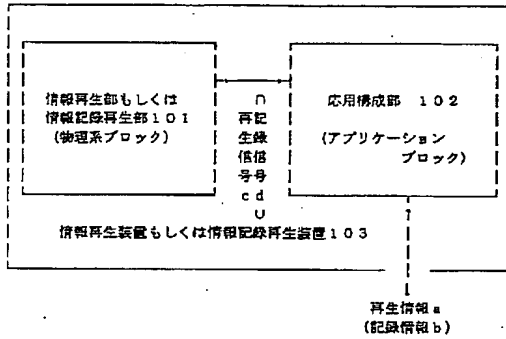 情報再生部もしくは
情報記録再生部101
(物理系ブロック)
再生信号c
記録信号d
応用構成部 102
(アプリケーション
ブロック)
情報再生装置もしくは情報記録再生装置103
再生情報a
(記録情報b)